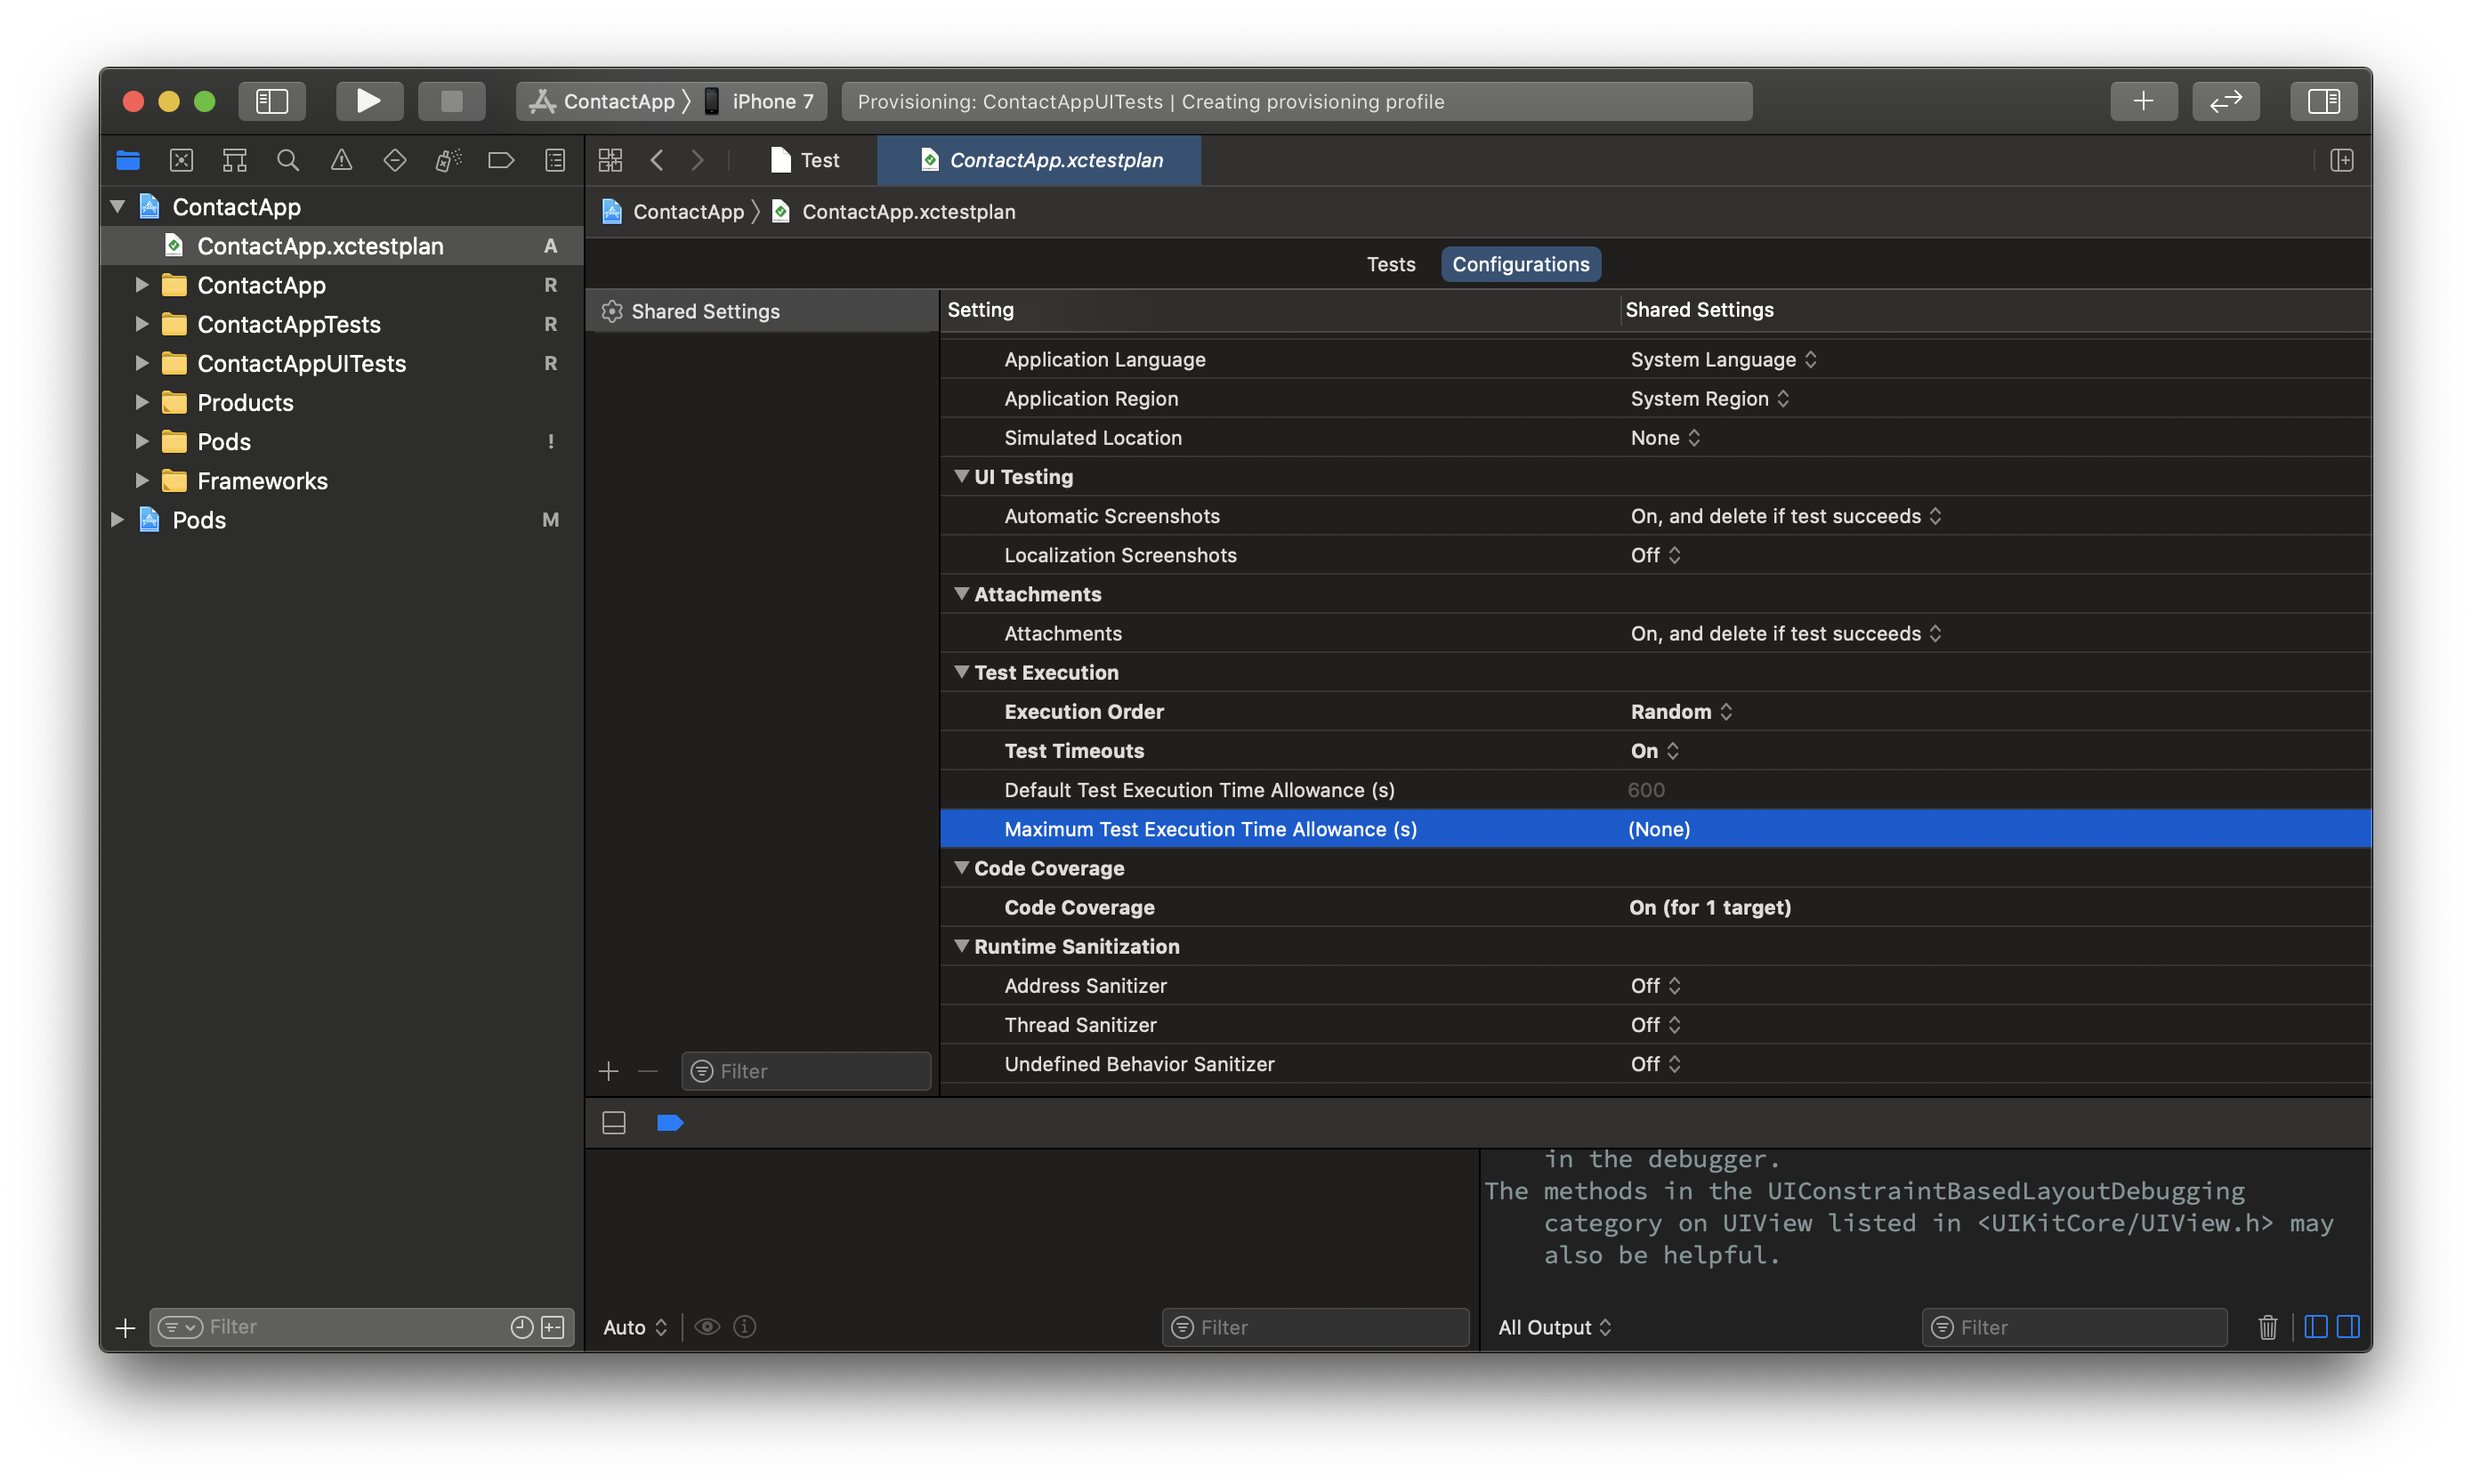 ContactApp
iPhone 7
Provisioning: ContactAppUITests | Creating provisioning profile
Test
ContactApp.xctestplan
ContactApp
ContactApp.xctestplan A
ContactApp R
ContactAppTests R
ContactAppUITests R
Products
Pods !
Frameworks
Pods M
Filter
ContactApp
ContactApp.xctestplan
Tests
Configurations
Shared Settings
Filter
Setting Shared Settings
Application Language System Language
Application Region System Region
Simulated Location None
UI Testing
Automatic Screenshots On, and delete if test succeeds
Localization Screenshots Off
Attachments
Attachments On, and delete if test succeeds
Test Execution
Execution Order Random
Test Timeouts On
Default Test Execution Time Allowance (s) 600
Maximum Test Execution Time Allowance (s) (None)
Code Coverage
Code Coverage On (for 1 target)
Runtime Sanitization
Address Sanitizer Off
Thread Sanitizer Off
Undefined Behavior Sanitizer Off
Auto
Filter
in the debugger.
The methods in the UIConstraintBasedLayoutDebugging
category on UIView listed in <UIKitCore/UIView.h> may
also be helpful.
All Output
Filter